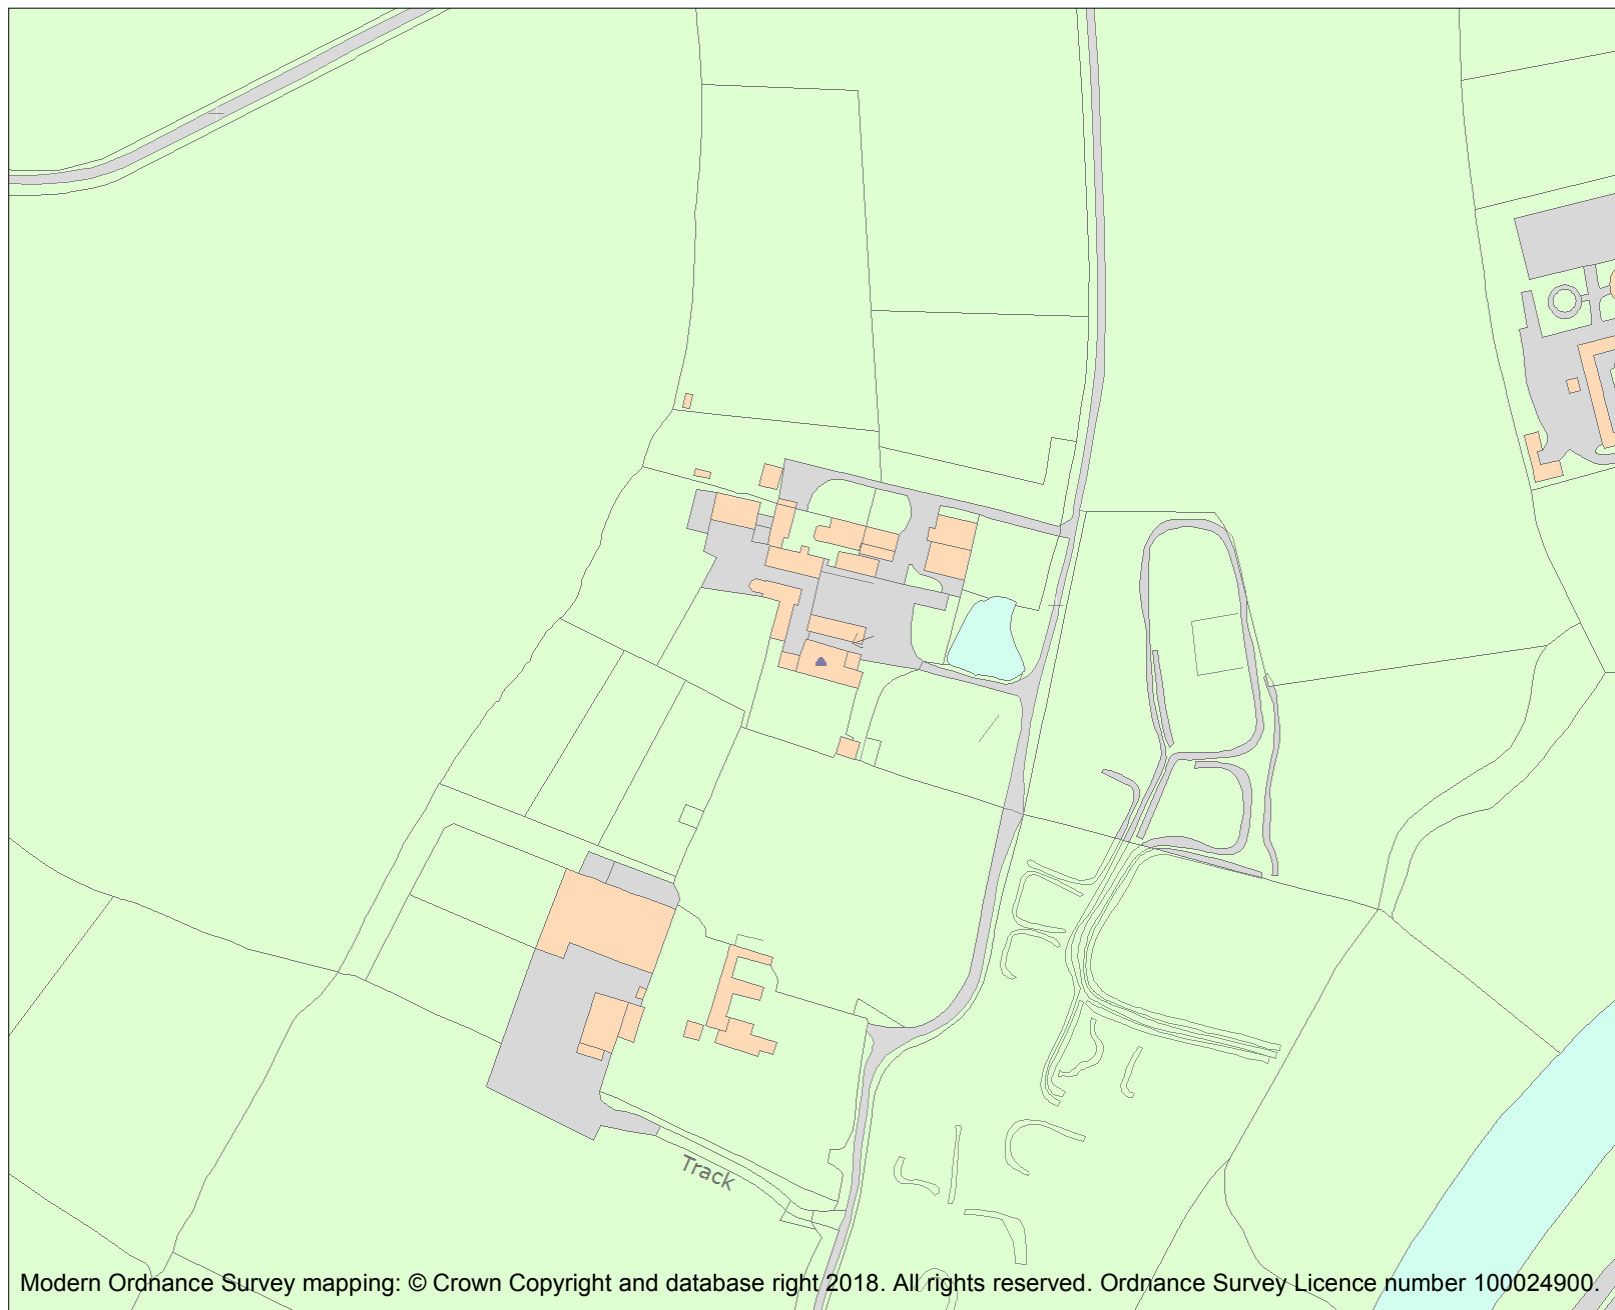 Track
Modern Ordnance Survey mapping: © Crown Copyright and database right 2018. All rights reserved. Ordnance Survey Licence number 100024900.